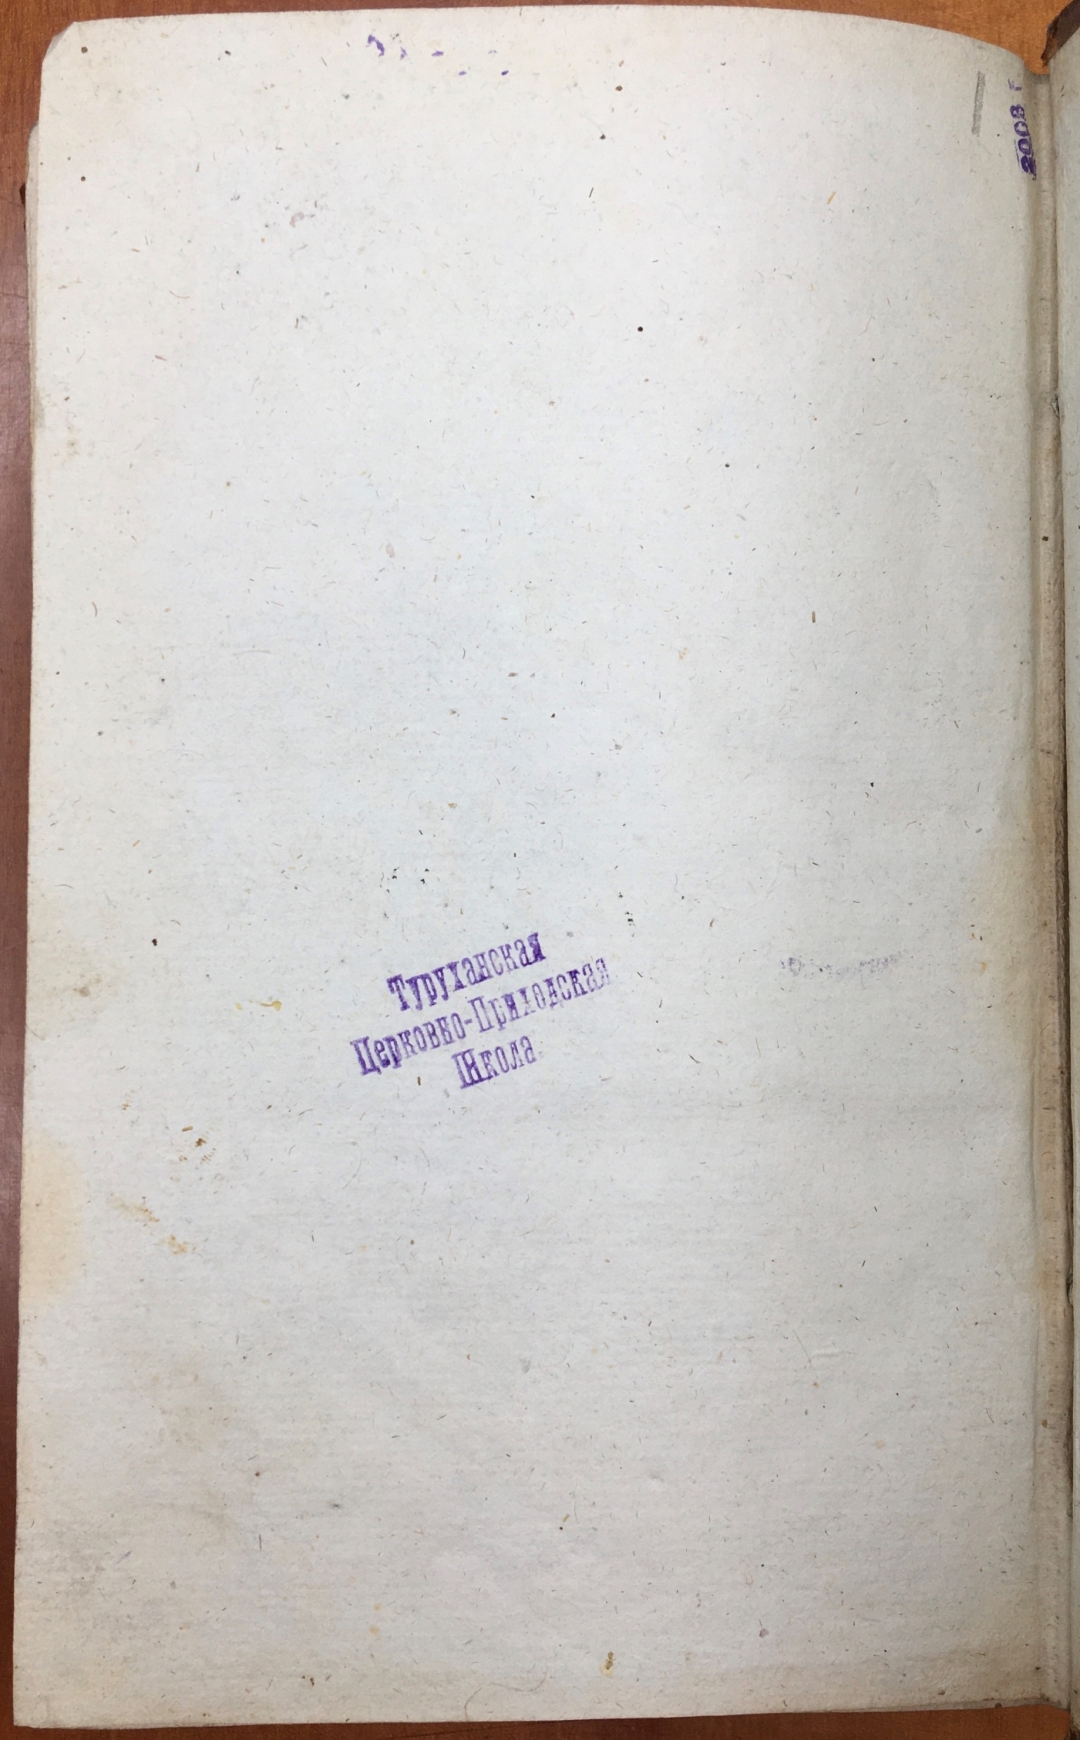 2008 г
Туруханская
Церковно-Приходская
Школа